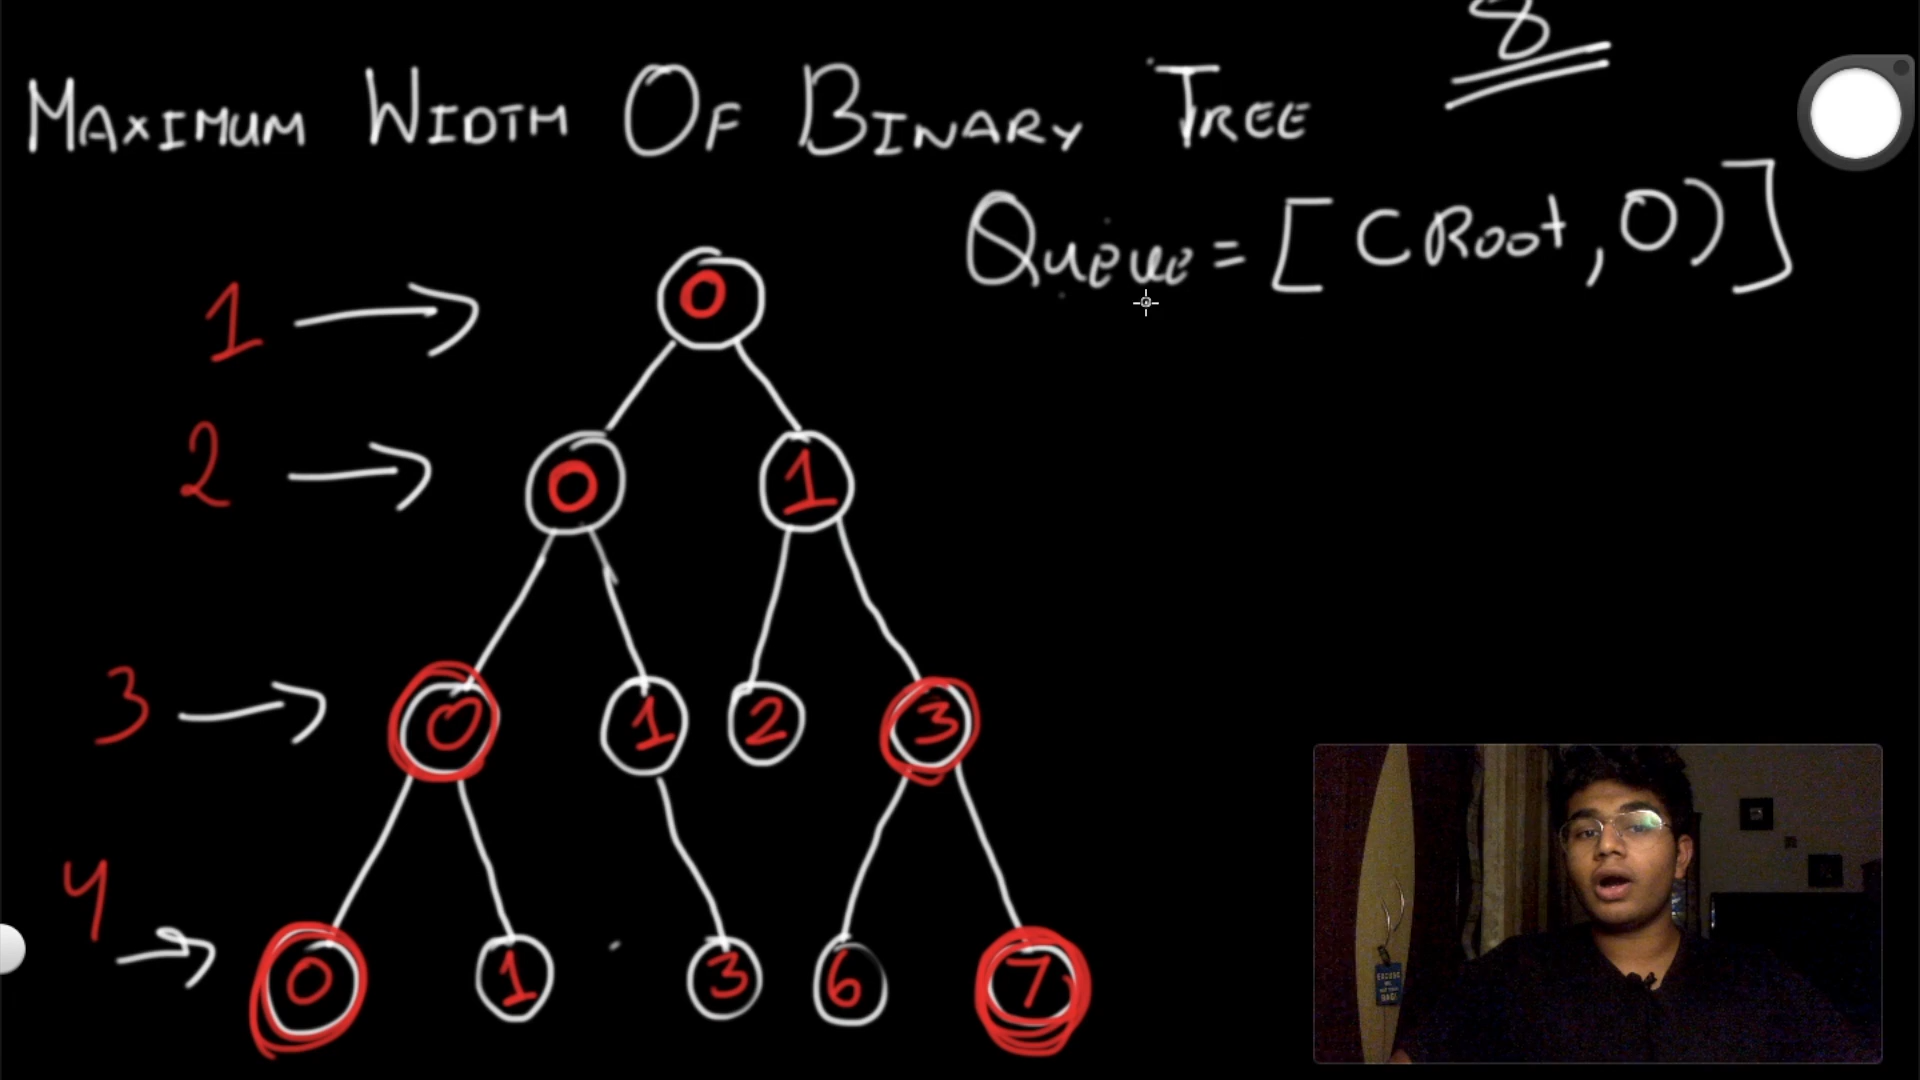 8
MAXIMUM WIDTH OF BINARY TREE
QUEUE = [(Root, 0)]
1 → 0
2 → 0 1
3 → 0 1 2 3
4 → 0 1 3 6 7